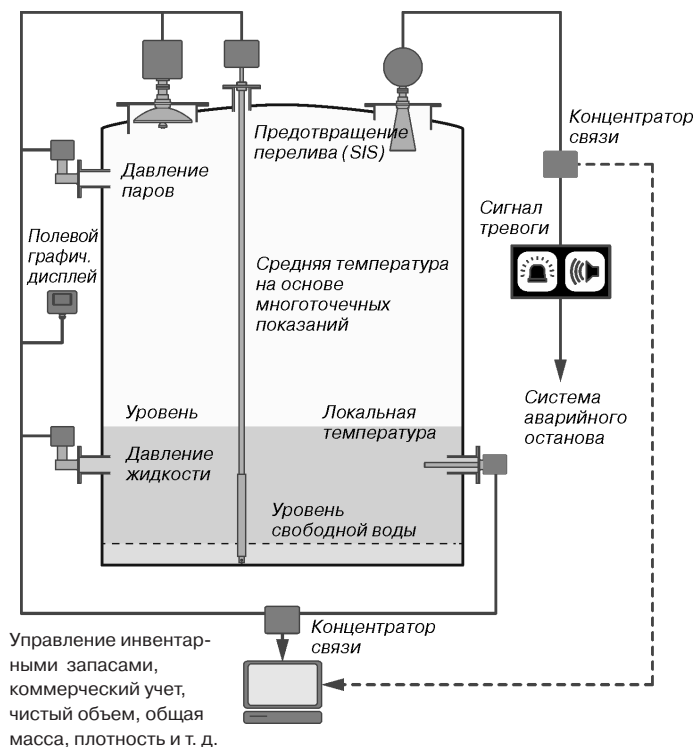 Концентратор
связи
Предотвращение
перелива (SIS)
Давление
паров
Сигнал
тревоги
Полевой
графич.
дисплей
Средняя температура
на основе
многоточечных
показаний
Система
аварийного
останова
Уровень
Локальная
температура
Давление
жидкости
Уровень
свободной воды
Концентратор
связи
Управление инвентар-
ными запасами,
коммерческий учет,
чистый объем, общая
масса, плотность и т. д.